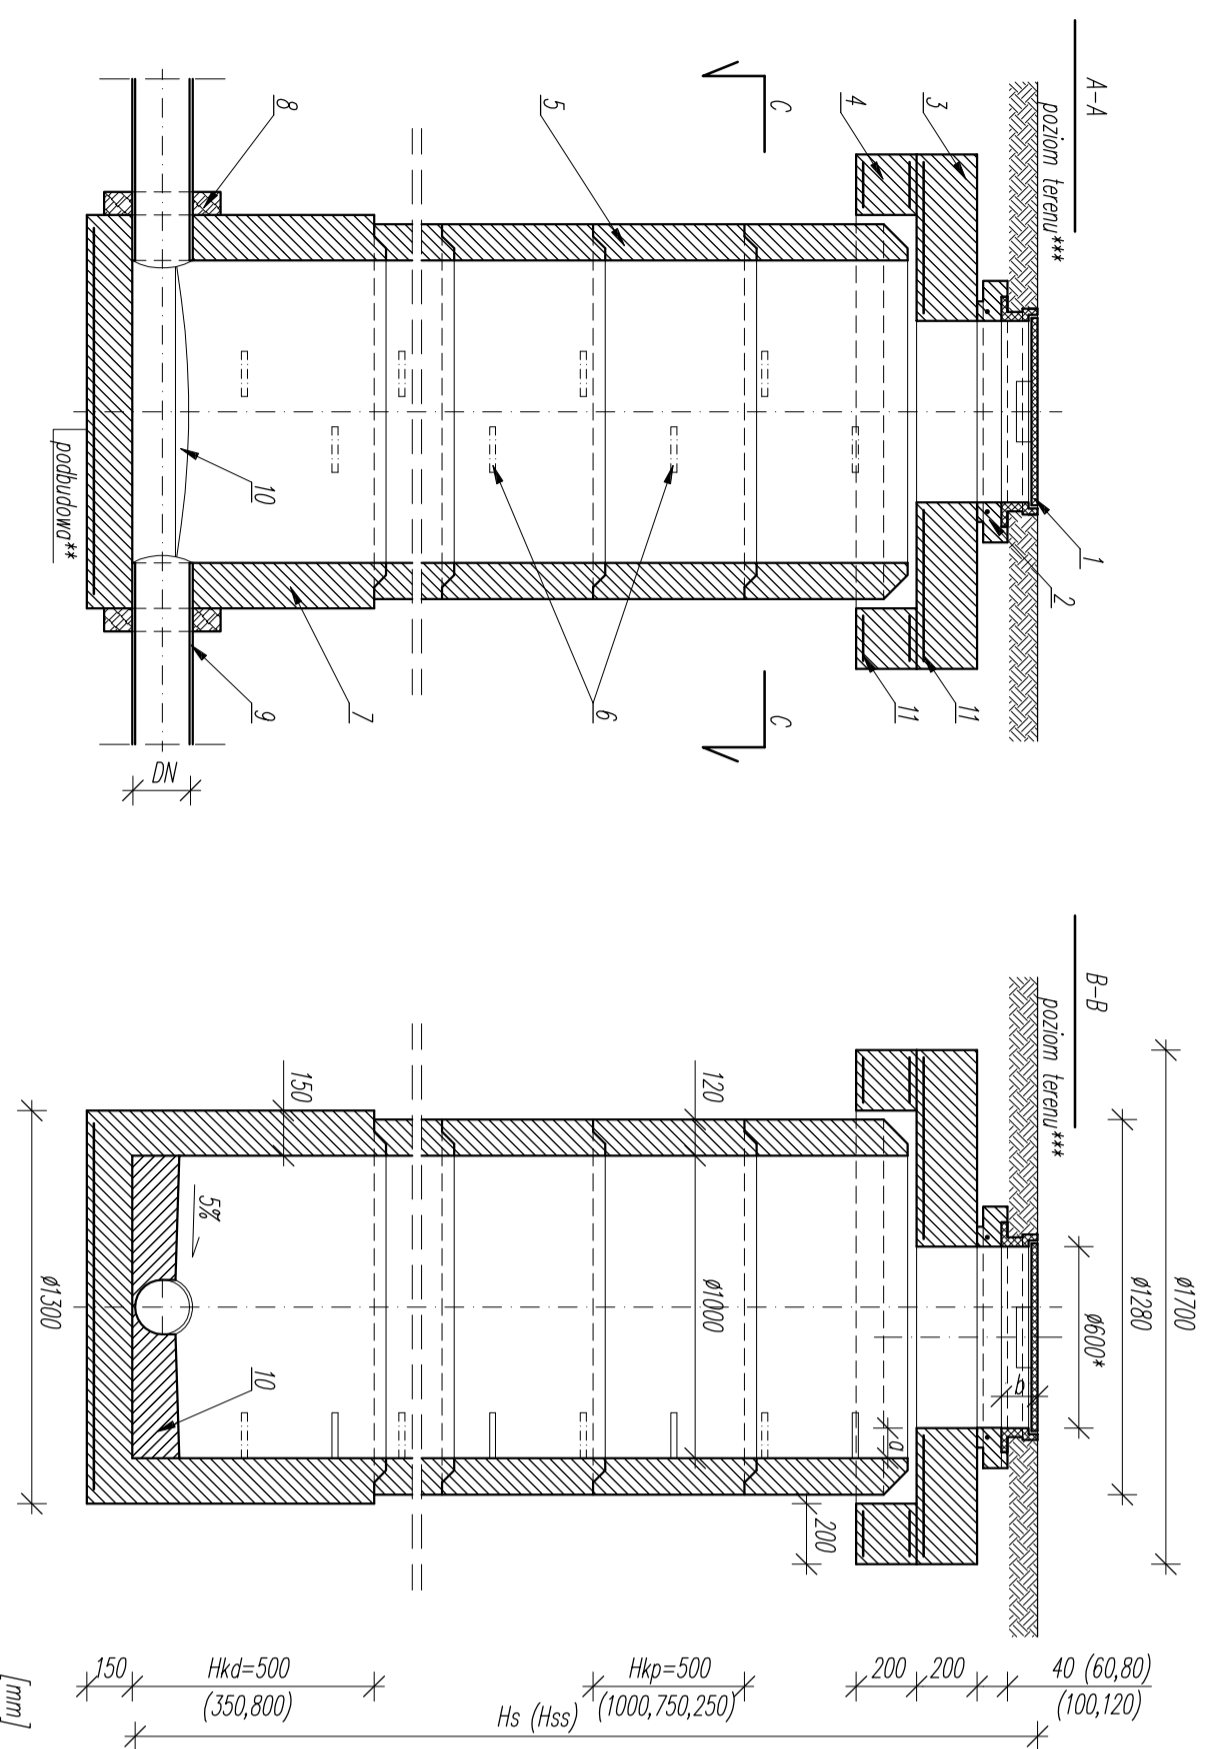 A-A
poziom terenu***
1
2
3
4
5
6
7
8
9
10
11
11
C
C
podbudowa**
DN
B-B
poziom terenu***
ø1700
ø1280
ø600*
b
a
200
120
ø1000
150
5%
10
ø1300
150
Hkd=500
(350,800)
Hkp=500
(1000,750,250)
200
200
40 (60,80)
(100,120)
Hs (Hss)
[mm]